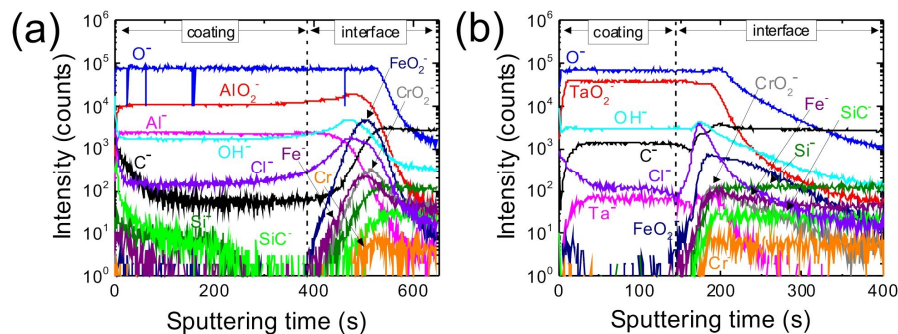 (a)
coating
interface
10⁶
10⁵
10⁴
10³
10²
10¹
10⁰
Intensity (counts)
O⁻
AlO₂⁻
Al⁻
OH⁻
C⁻
Cl⁻
Fe⁻
Cr⁻
Si⁻
SiC⁻
FeO₂⁻
CrO₂⁻
0
200
400
600
Sputtering time (s)
(b)
coating
interface
10⁶
10⁵
10⁴
10³
10²
10¹
10⁰
Intensity (counts)
O⁻
TaO₂⁻
OH⁻
C⁻
Cl⁻
Ta⁻
FeO₂⁻
Cr⁻
CrO₂⁻
Fe⁻
SiC⁻
Si⁻
0
100
200
300
400
Sputtering time (s)